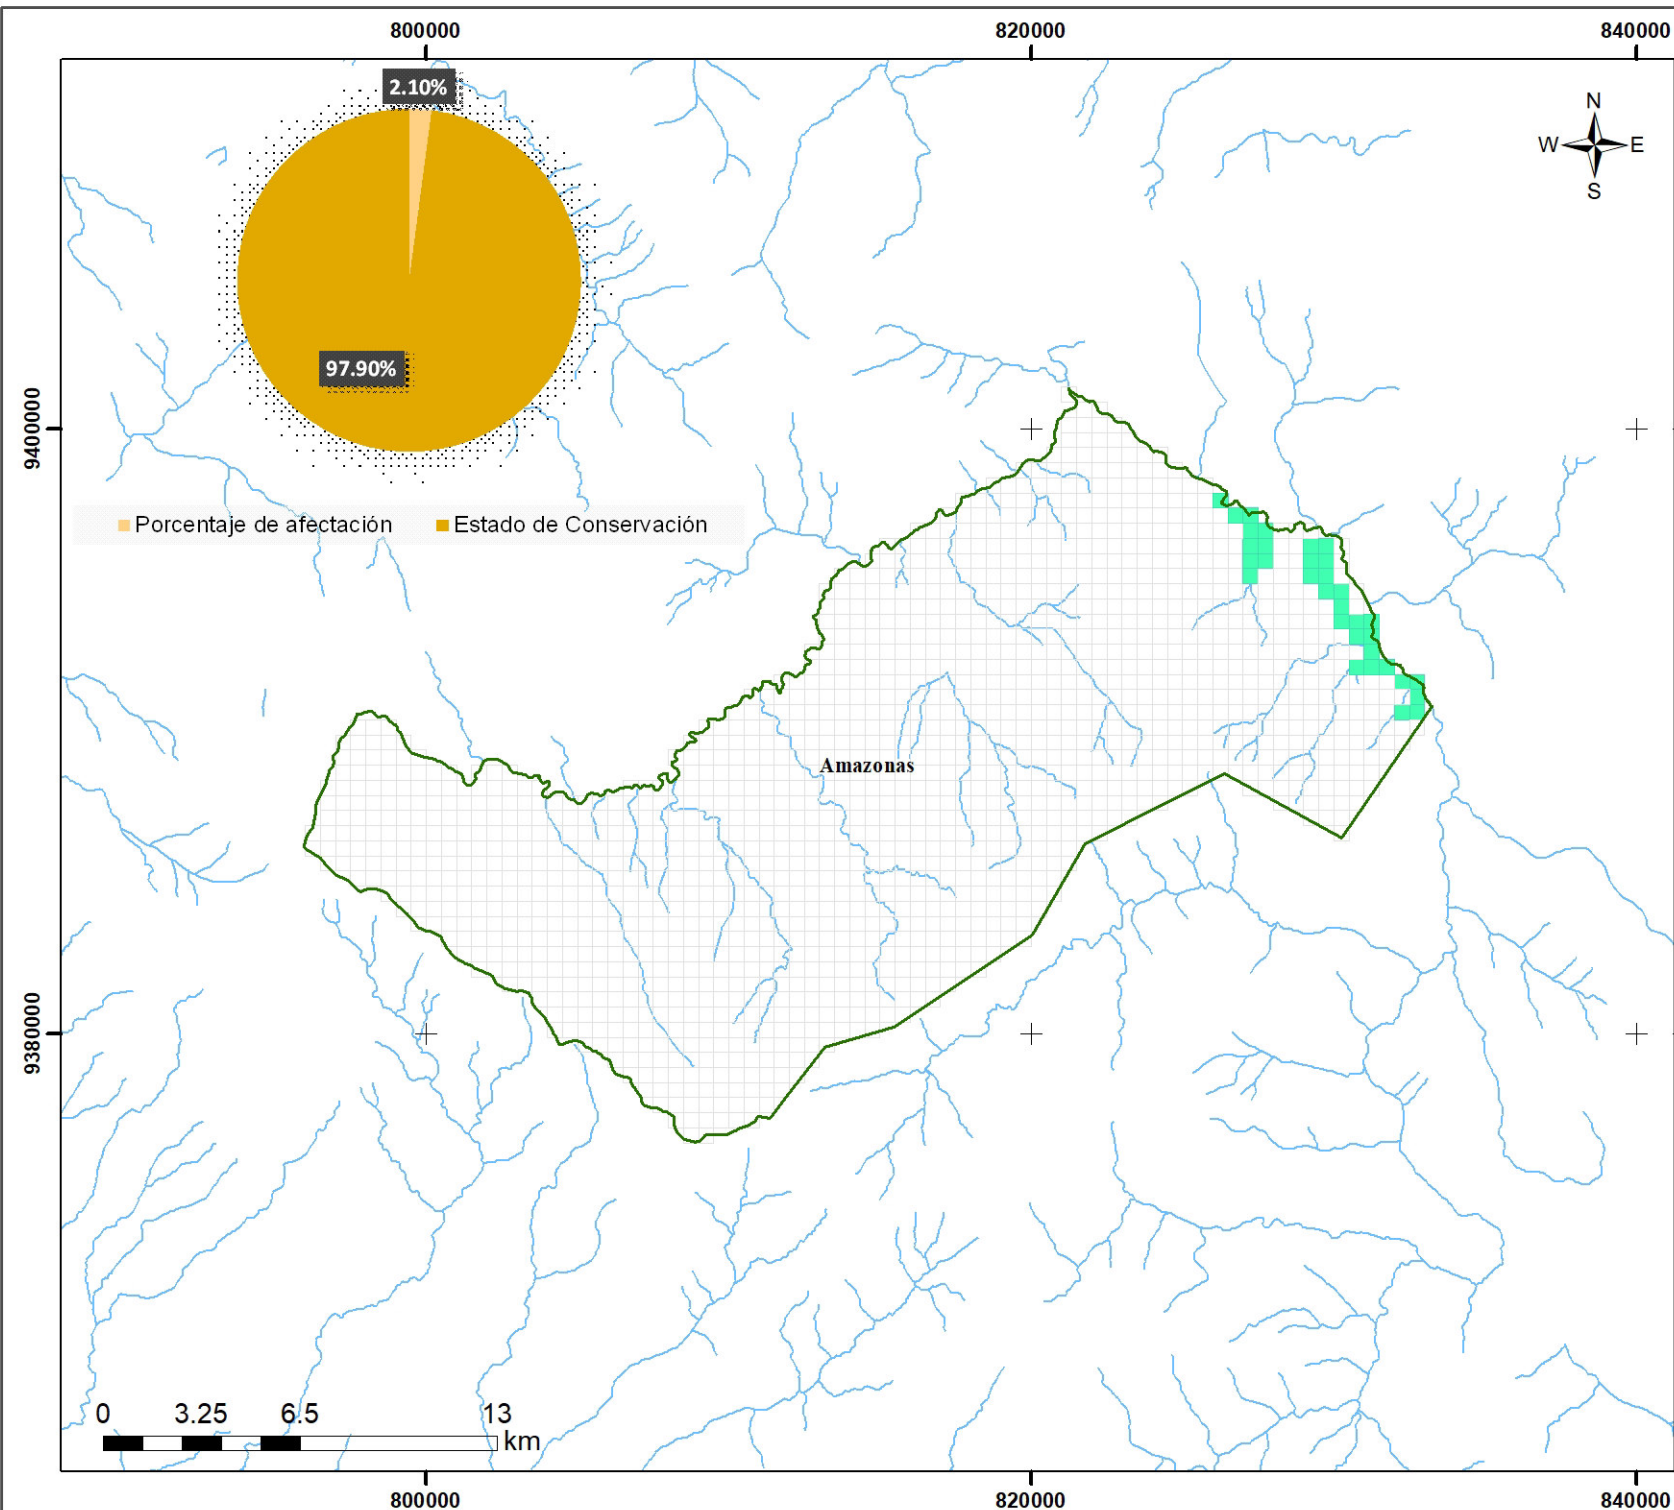 800000 820000 840000
2.10%
N
W E
S
97.90%
9400000
Porcentaje de afectación Estado de Conservación
Amazonas
9380000
0 3.25 6.5 13
km
800000 820000 840000